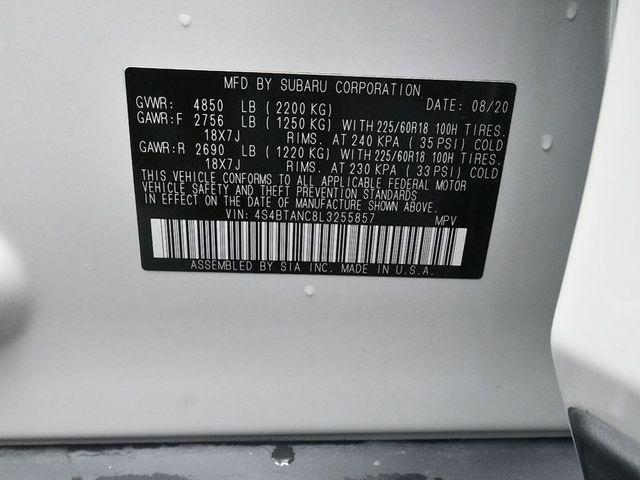 MFD BY SUBARU CORPORATION
GVWR: 4850 LB (2200 KG) DATE: 08/20
GAWR:F 2756 LB (1250 KG) WITH 225/60R18 100H TIRES.
18X7J RIMS. AT 240 KPA (35 PSI) COLD
GAWR:R 2690 LB (1220 KG) WITH 225/60R18 100H TIRES.
18X7J RIMS. AT 230 KPA (33 PSI) COLD
THIS VEHICLE CONFORMS TO ALL APPLICABLE FEDERAL MOTOR
VEHICLE SAFETY AND THEFT PREVENTION STANDARDS
IN EFFECT ON THE DATE OF MANUFACTURE SHOWN ABOVE.
VIN: 4S4BTANC8L3255857 MPV
ASSEMBLED BY SIA INC. MADE IN U.S.A.